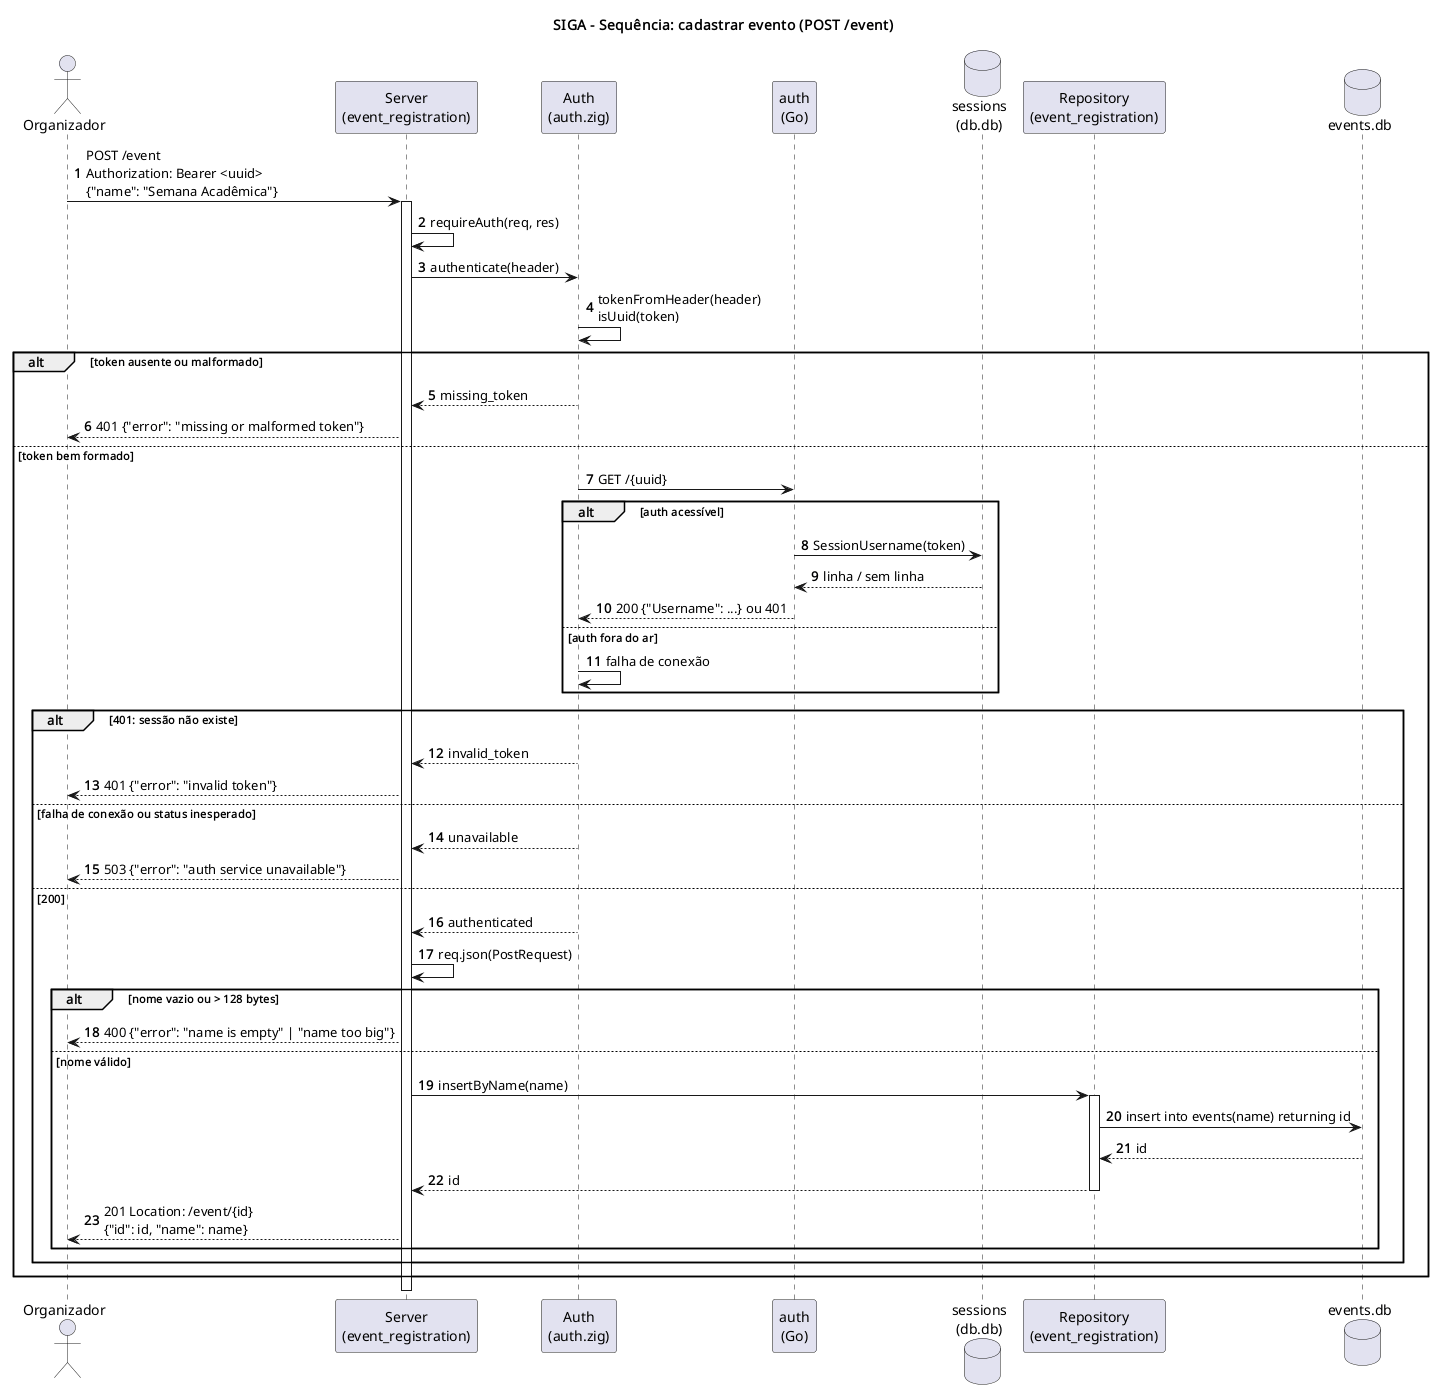 SIGA - Sequência: cadastrar evento (POST /event)
Organizador
Server
(event_registration)
Auth
(auth.zig)
auth
(Go)
sessions
(db.db)
Repository
(event_registration)
events.db
1 POST /event
Authorization: Bearer <uuid>
{"name": "Semana Acadêmica"}
2 requireAuth(req, res)
3 authenticate(header)
4 tokenFromHeader(header)
isUuid(token)
alt [token ausente ou malformado]
5 missing_token
6 401 {"error": "missing or malformed token"}
[token bem formado]
7 GET /{uuid}
alt [auth acessível]
8 SessionUsername(token)
9 linha / sem linha
10 200 {"Username": ...} ou 401
[auth fora do ar]
11 falha de conexão
alt [401: sessão não existe]
12 invalid_token
13 401 {"error": "invalid token"}
[falha de conexão ou status inesperado]
14 unavailable
15 503 {"error": "auth service unavailable"}
[200]
16 authenticated
17 req.json(PostRequest)
alt [nome vazio ou > 128 bytes]
18 400 {"error": "name is empty" | "name too big"}
[nome válido]
19 insertByName(name)
20 insert into events(name) returning id
21 id
22 id
23 201 Location: /event/{id}
{"id": id, "name": name}
Organizador
Server
(event_registration)
Auth
(auth.zig)
auth
(Go)
sessions
(db.db)
Repository
(event_registration)
events.db